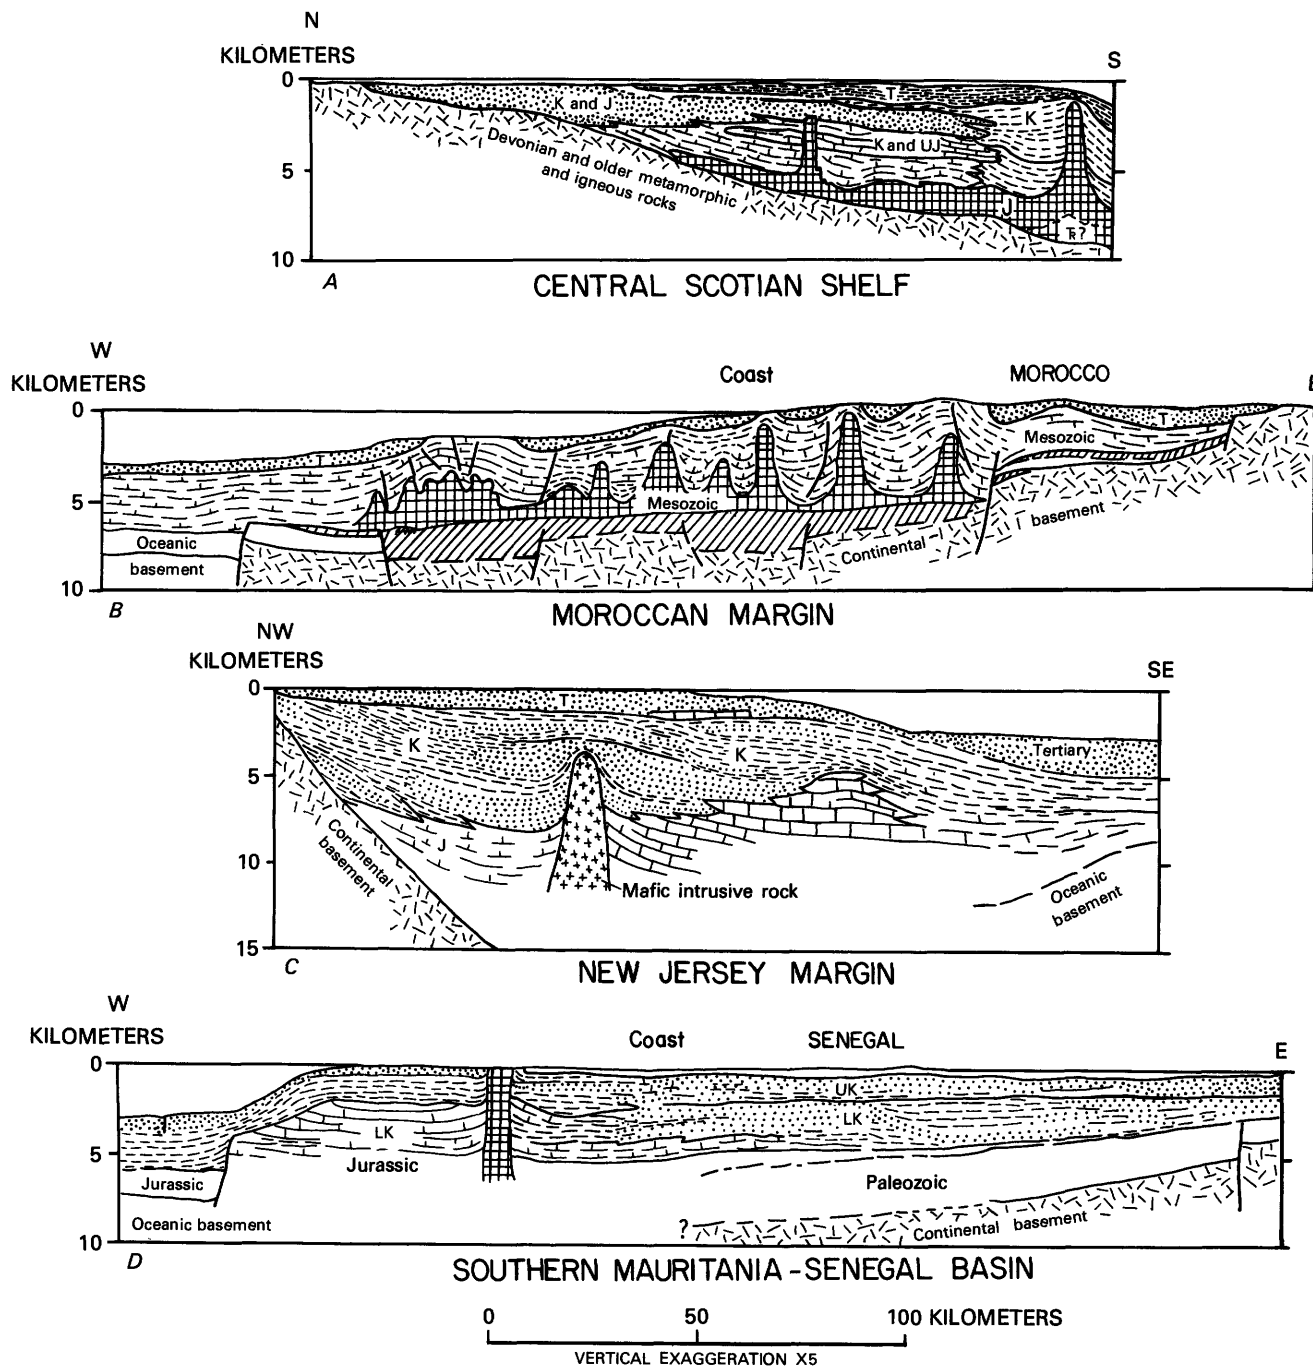 N
KILOMETERS
S
0
T
K and J
K
K and UJ
5
Devonian and older metamorphic
and igneous rocks
J
TR?
10
A
CENTRAL SCOTIAN SHELF
W
KILOMETERS
Coast
MOROCCO
E
0
T
Mesozoic
5
Mesozoic
basement
Oceanic
Continental
basement
10
B
MOROCCAN MARGIN
NW
KILOMETERS
SE
0
T
K
K
Tertiary
5
Continental
basement
J
10
Mafic intrusive rock
Oceanic
basement
15
C
NEW JERSEY MARGIN
W
KILOMETERS
Coast
SENEGAL
E
0
UK
LK
LK
5
Jurassic
Jurassic
Paleozoic
Oceanic basement
?
Continental basement
10
D
SOUTHERN MAURITANIA-SENEGAL BASIN
0 50 100 KILOMETERS
VERTICAL EXAGGERATION X5